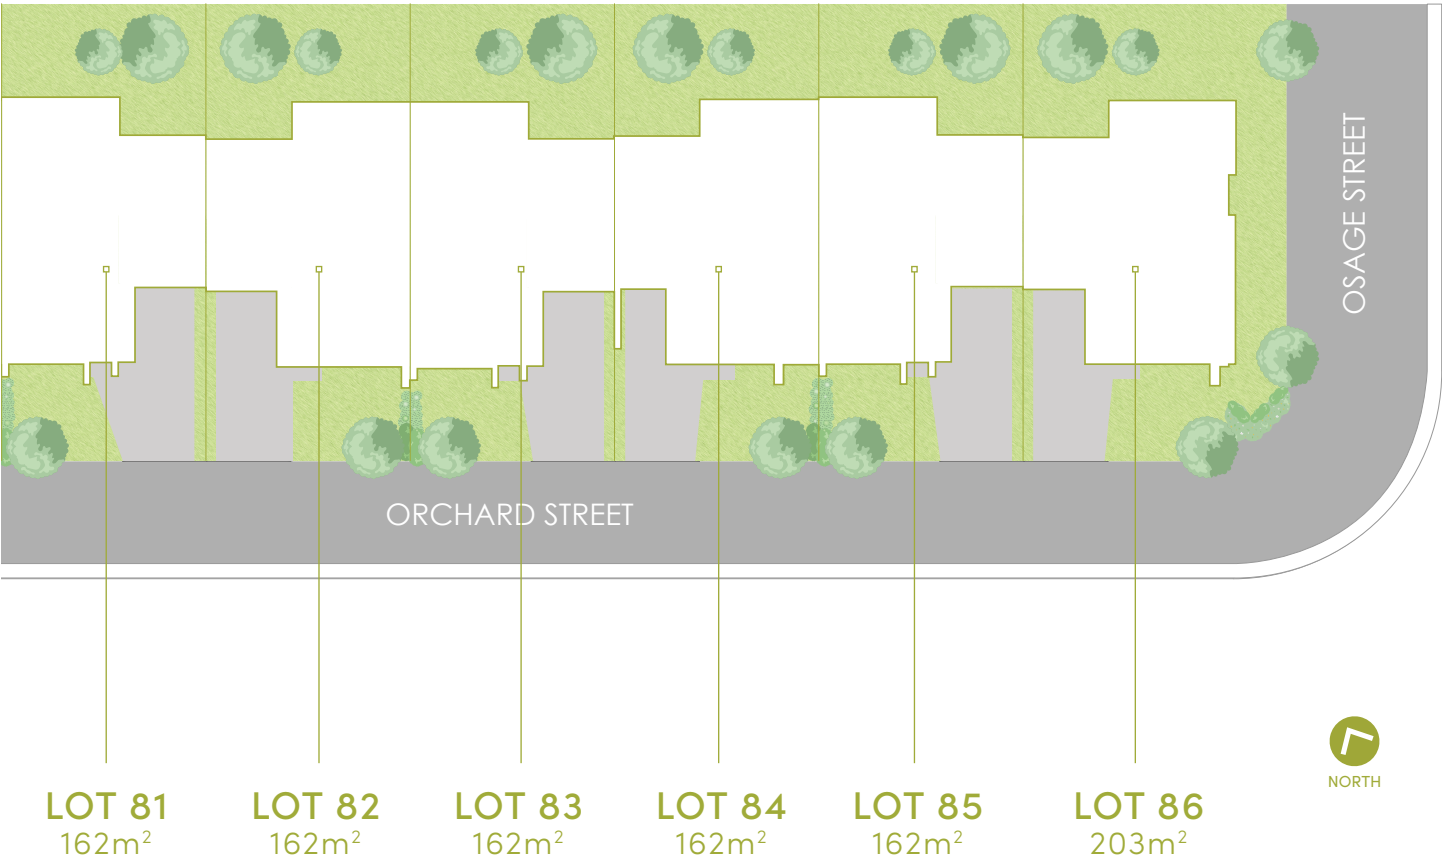 OSAGE STREET
ORCHARD STREET
NORTH
LOT 81
162m²
LOT 82
162m²
LOT 83
162m²
LOT 84
162m²
LOT 85
162m²
LOT 86
203m²